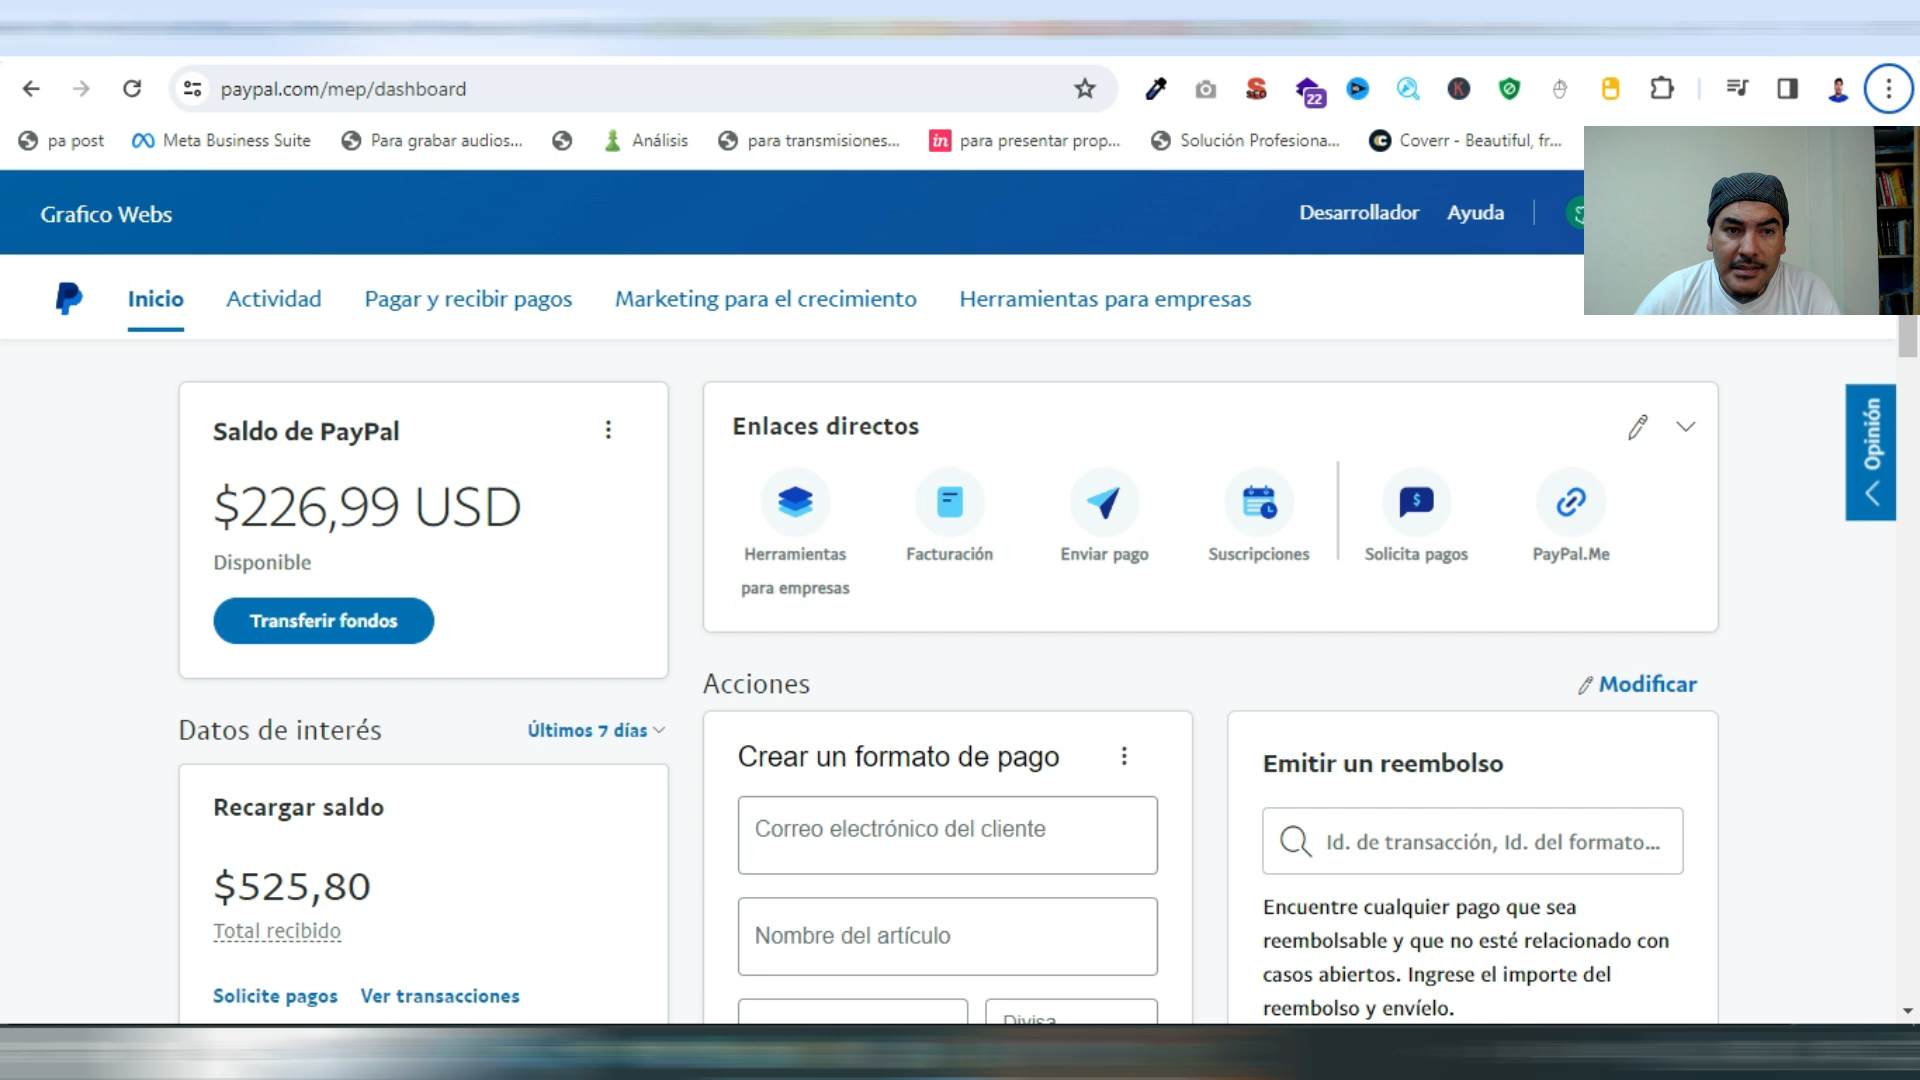 paypal.com/mep/dashboard
22
pa post
Meta Business Suite
Para grabar audios...
Análisis
para transmisiones...
in
para presentar prop...
Solución Profesiona...
Coverr - Beautiful, fr...
Grafico Webs
Desarrollador
Ayuda
Inicio
Actividad
Pagar y recibir pagos
Marketing para el crecimiento
Herramientas para empresas
Saldo de PayPal
$226,99 USD
Disponible
Transferir fondos
Enlaces directos
Herramientas
para empresas
Facturación
Enviar pago
Suscripciones
Solicita pagos
PayPal.Me
Opinión
Datos de interés
Últimos 7 días
Recargar saldo
$525,80
Total recibido
Solicite pagos
Ver transacciones
Acciones
Modificar
Crear un formato de pago
Correo electrónico del cliente
Nombre del artículo
Divisa
Emitir un reembolso
Id. de transacción, Id. del formato...
Encuentre cualquier pago que sea
reembolsable y que no esté relacionado con
casos abiertos. Ingrese el importe del
reembolso y envíelo.